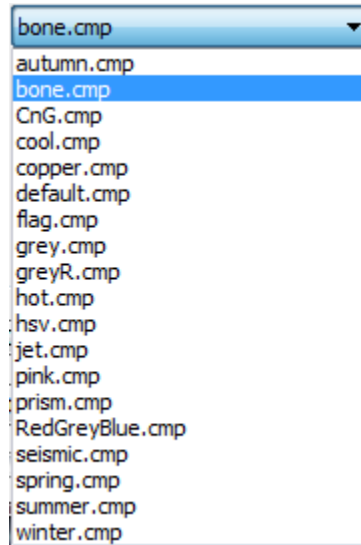 bone.cmp
autumn.cmp
bone.cmp
CnG.cmp
cool.cmp
copper.cmp
default.cmp
flag.cmp
grey.cmp
greyR.cmp
hot.cmp
hsv.cmp
jet.cmp
pink.cmp
prism.cmp
RedGreyBlue.cmp
seismic.cmp
spring.cmp
summer.cmp
winter.cmp